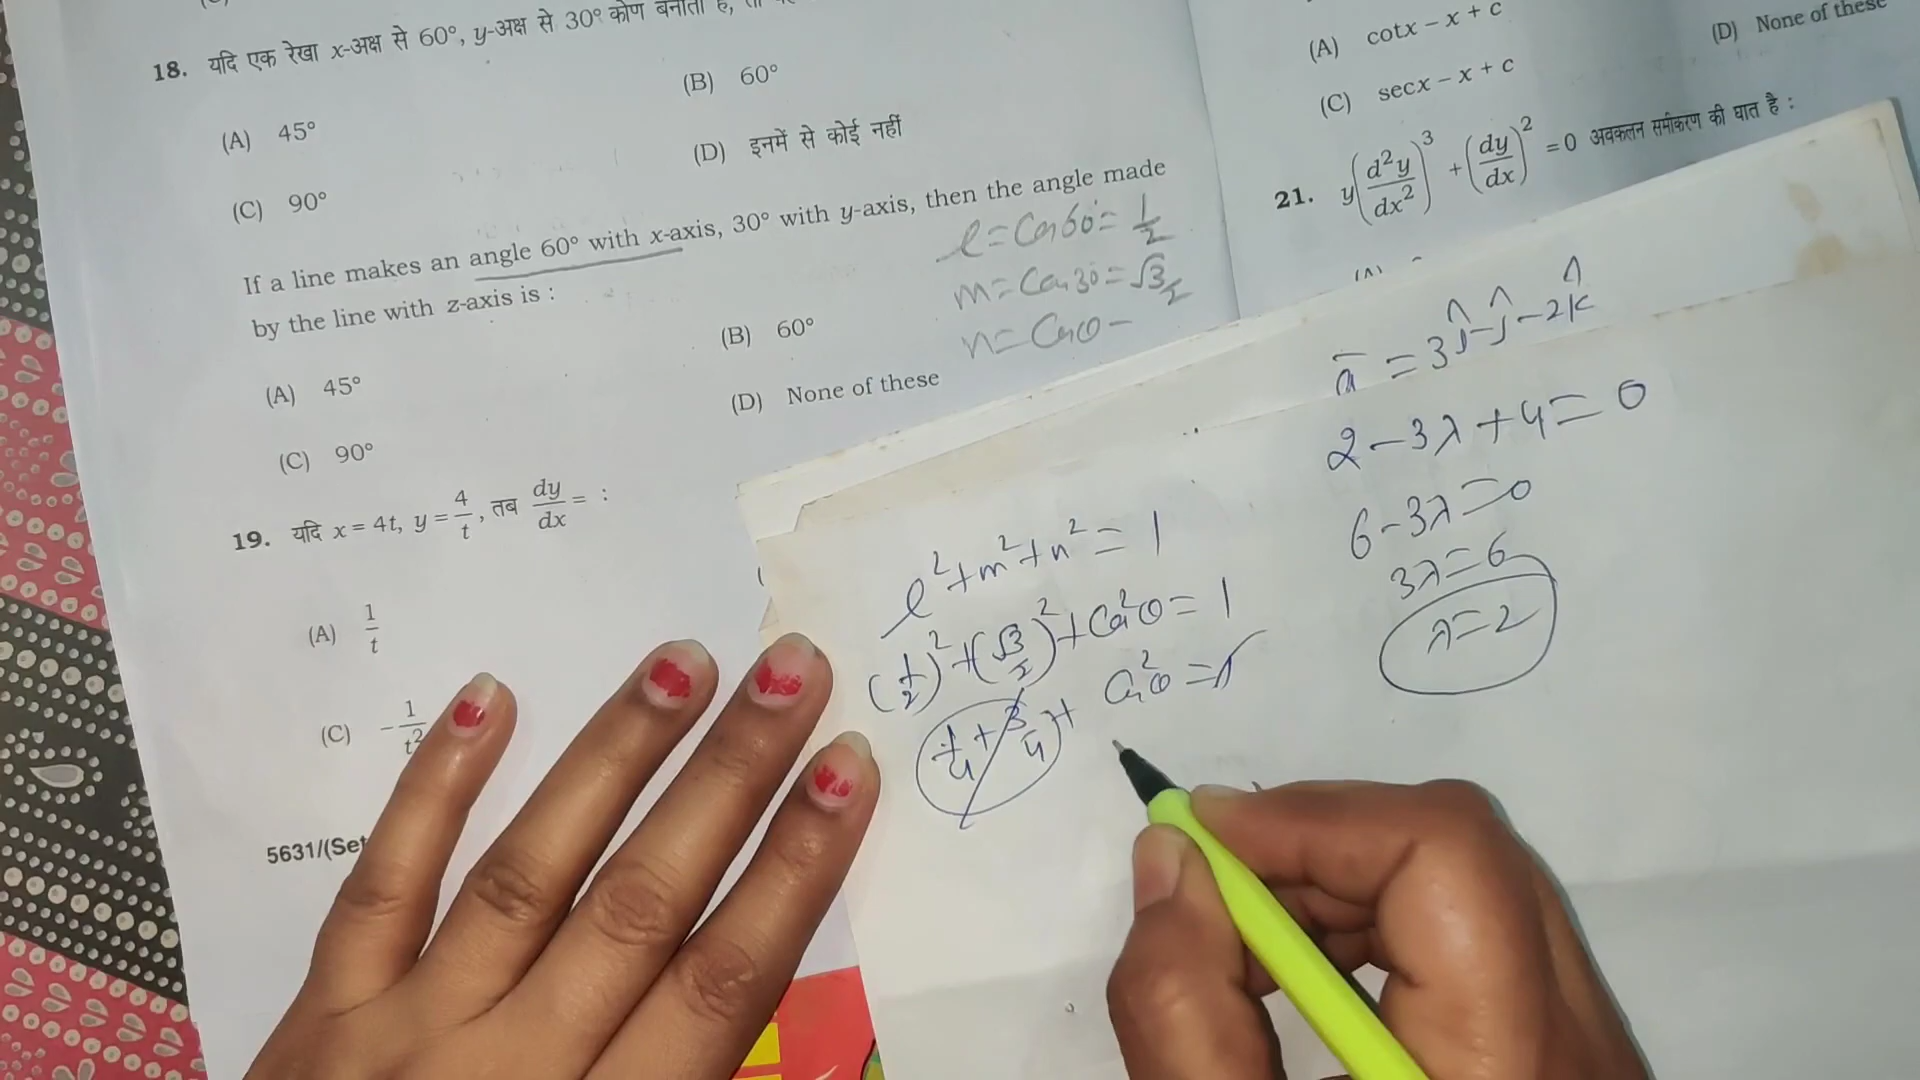 18. यदि एक रेखा x-अक्ष से 60°, y-अक्ष से 30° कोण बनाती है,
(A) 45°
(B) 60°
(C) 90°
(D) इनमें से कोई नहीं
If a line makes an angle 60° with x-axis, 30° with y-axis, then the angle made
by the line with z-axis is :
(A) 45°
(B) 60°
(C) 90°
(D) None of these
l = Cos60° = 1/2
m = Cos30 = √3/2
n = Cosθ -
19. यदि x = 4t, y = 4/t, तब dy/dx = :
(A) 1/t
(C) -1/t²
5631/(Set
(A) cotx – x + c
(C) secx – x + c
(D) None of these
21. y(d²y/dx²)³ + (dy/dx)² = 0 अवकलन समीकरण की घात है :
(A)
l² + m² + n² = 1
(1/2)² + (√3/2)² + Cos²θ = 1
1/4 + 3/4 + Cos²θ = 1
2 - 3λ + 4 = 0
6 - 3λ = 0
3λ = 6
λ = 2